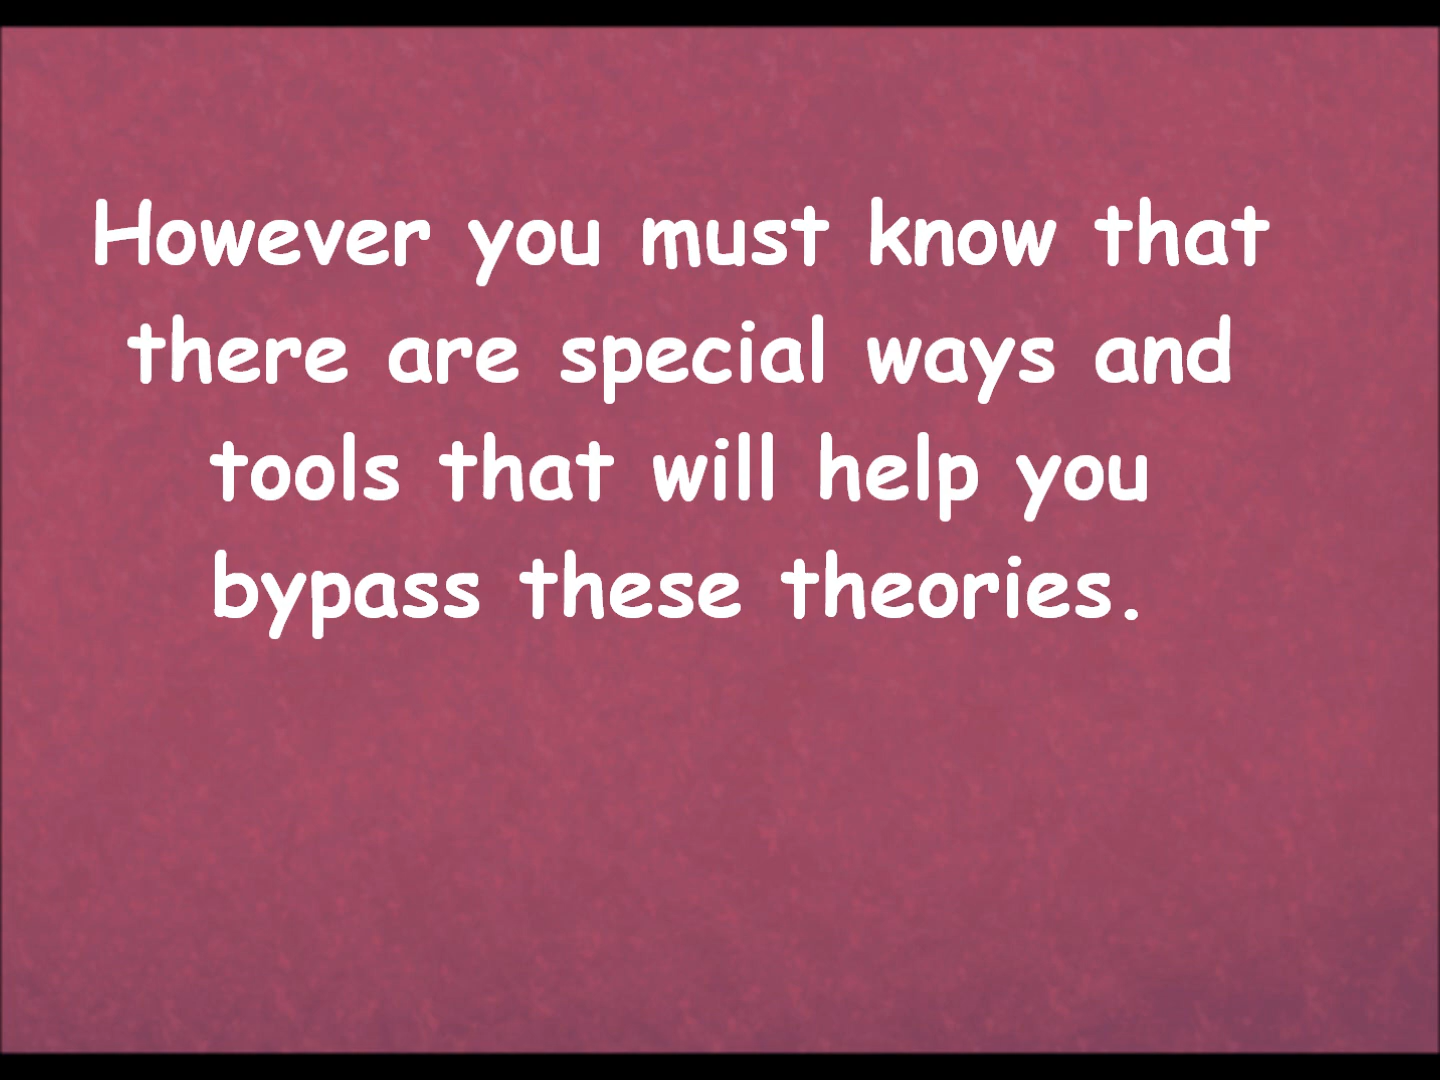 However you must know that
there are special ways and
tools that will help you
bypass these theories.